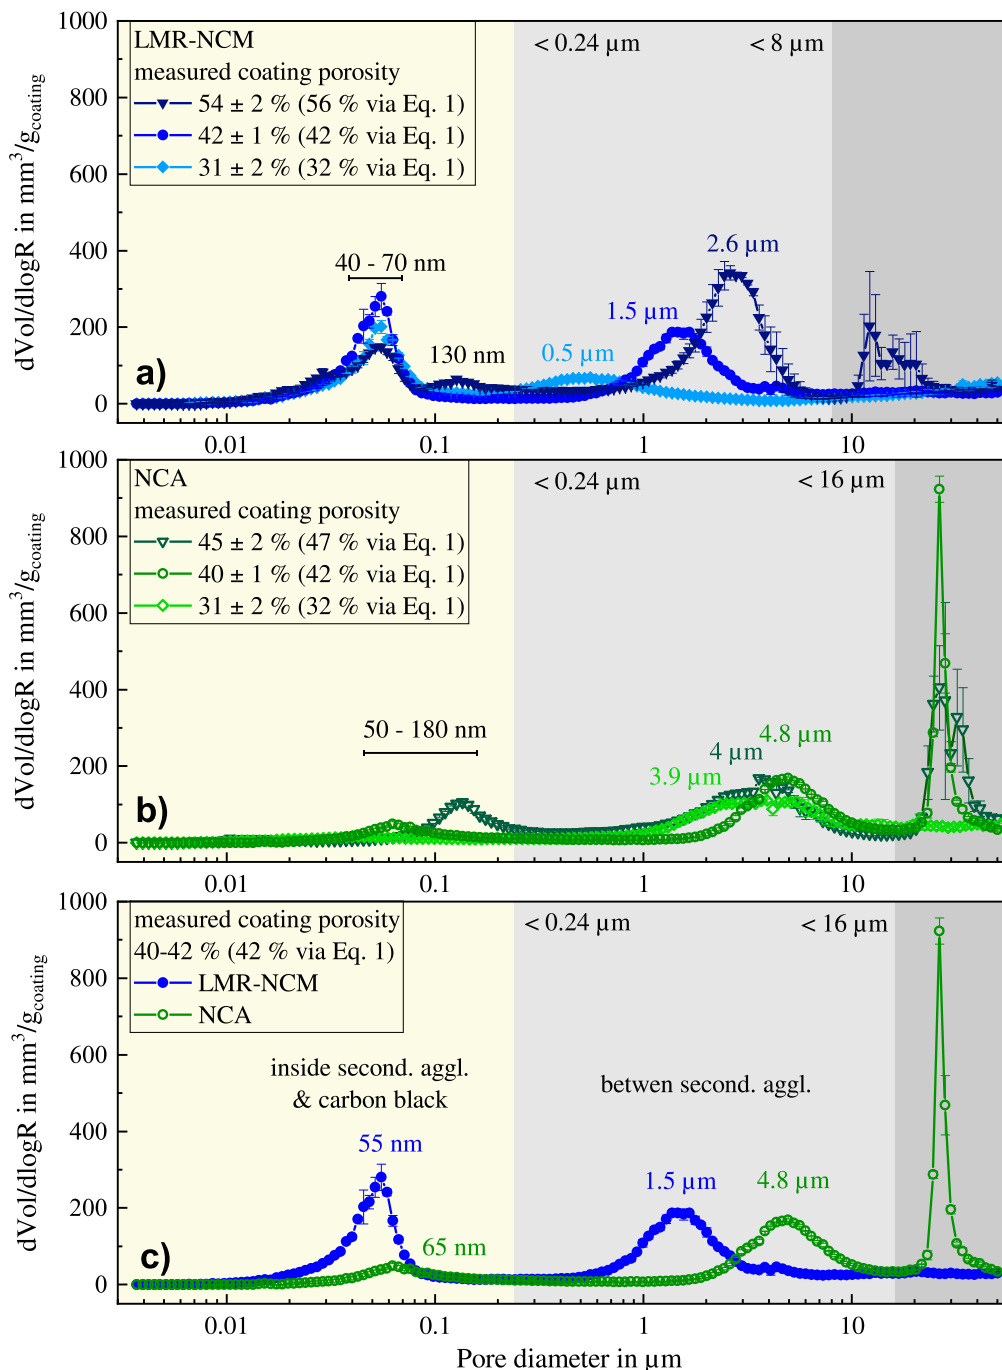 1000
800
600
400
200
0
dVol/dlogR in mm³/g_coating
LMR-NCM
measured coating porosity
54 ± 2 % (56 % via Eq. 1)
42 ± 1 % (42 % via Eq. 1)
31 ± 2 % (32 % via Eq. 1)
< 0.24 µm
< 8 µm
40 - 70 nm
130 nm
0.5 µm
1.5 µm
2.6 µm
a)
0.01 0.1 1 10
1000
800
600
400
200
0
dVol/dlogR in mm³/g_coating
NCA
measured coating porosity
45 ± 2 % (47 % via Eq. 1)
40 ± 1 % (42 % via Eq. 1)
31 ± 2 % (32 % via Eq. 1)
< 0.24 µm
< 16 µm
50 - 180 nm
3.9 µm
4 µm
4.8 µm
b)
0.01 0.1 1 10
1000
800
600
400
200
0
dVol/dlogR in mm³/g_coating
measured coating porosity
40-42 % (42 % via Eq. 1)
LMR-NCM
NCA
< 0.24 µm
< 16 µm
inside second. aggl.
& carbon black
betwen second. aggl.
55 nm
65 nm
1.5 µm
4.8 µm
c)
0.01 0.1 1 10
Pore diameter in µm